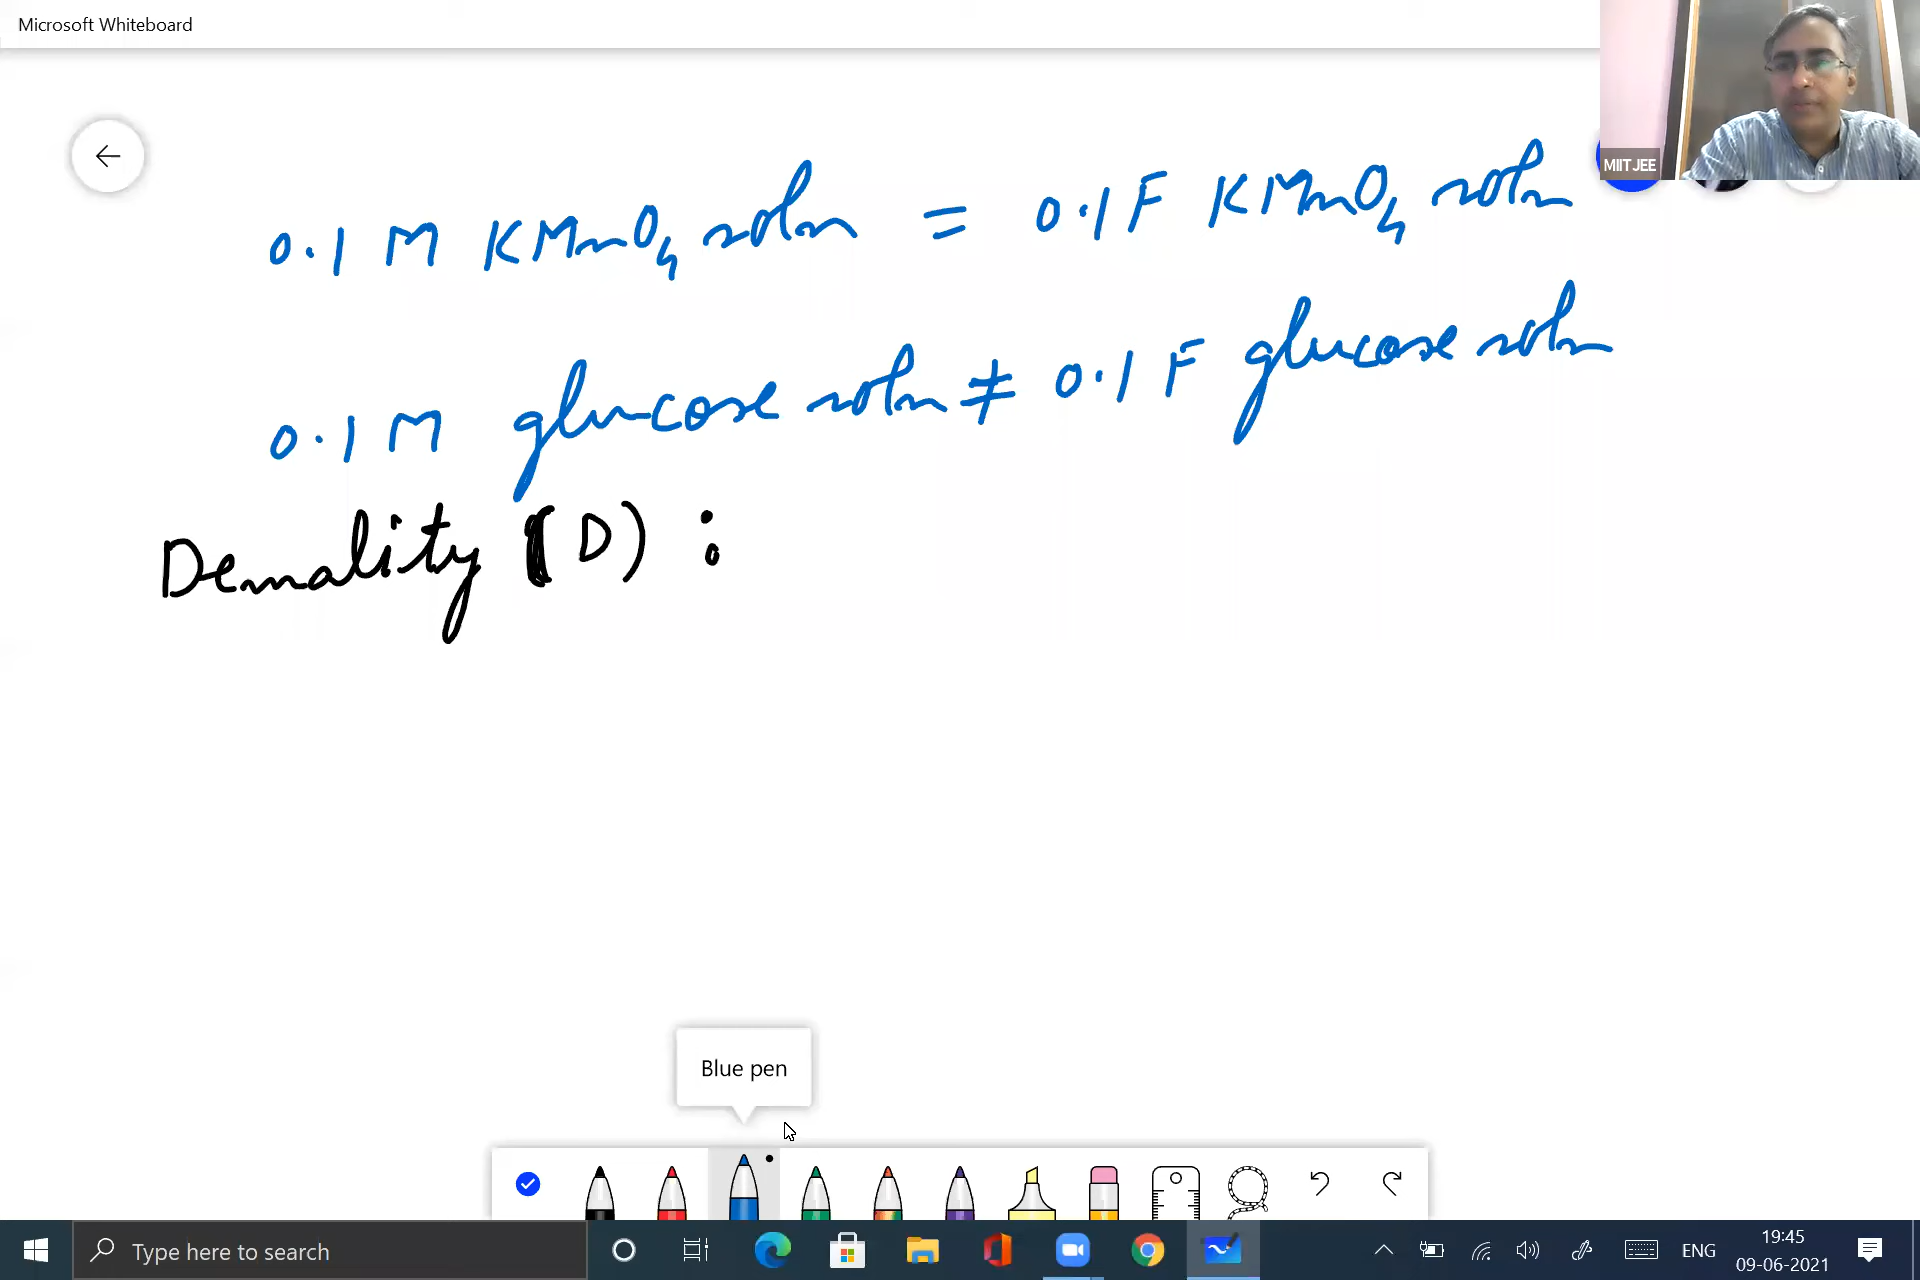 Microsoft Whiteboard
MIIT JEE
0.1 M KMnO4 soln = 0.1 F KMnO4 soln
0.1 M glucose soln ≠ 0.1 F glucose soln
Demality (D) :
Blue pen
Type here to search
ENG
19:45
09-06-2021